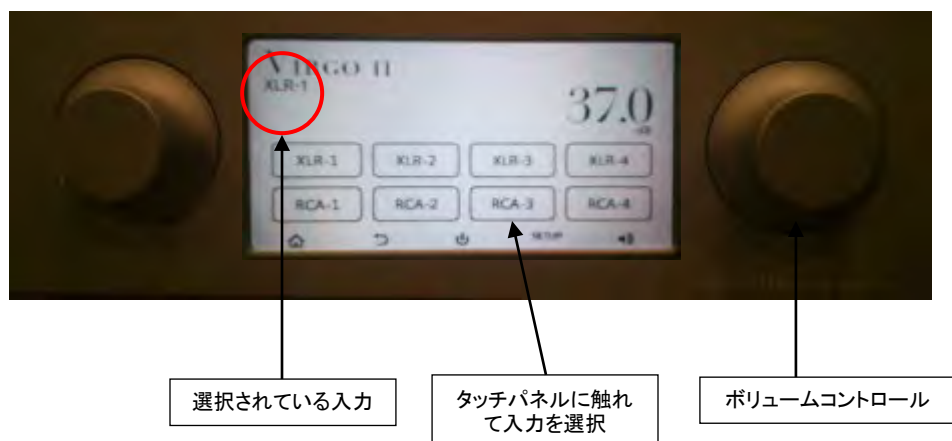 VIRGO II
XLR-1
37.0
dB
XLR-1 XLR-2 XLR-3 XLR-4
RCA-1 RCA-2 RCA-3 RCA-4
SETUP
選択されている入力
タッチパネルに触れ
て入力を選択
ボリュームコントロール